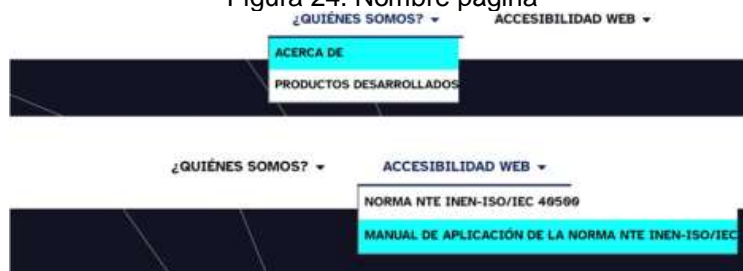 Figura 24. Nombre página
¿QUIÉNES SOMOS? ACCESIBILIDAD WEB
ACERCA DE
PRODUCTOS DESARROLLADOS
¿QUIÉNES SOMOS? ACCESIBILIDAD WEB
NORMA NTE INEN-ISO/IEC 40500
MANUAL DE APLICACIÓN DE LA NORMA NTE INEN-ISO/IEC